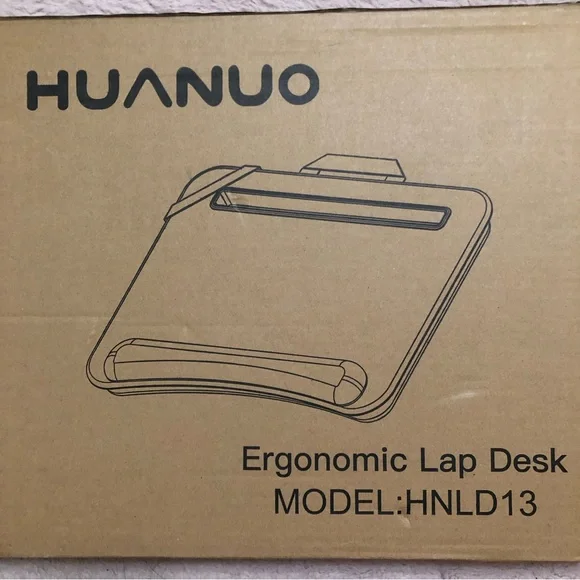 HUANUO
Ergonomic Lap Desk
MODEL:HNLD13